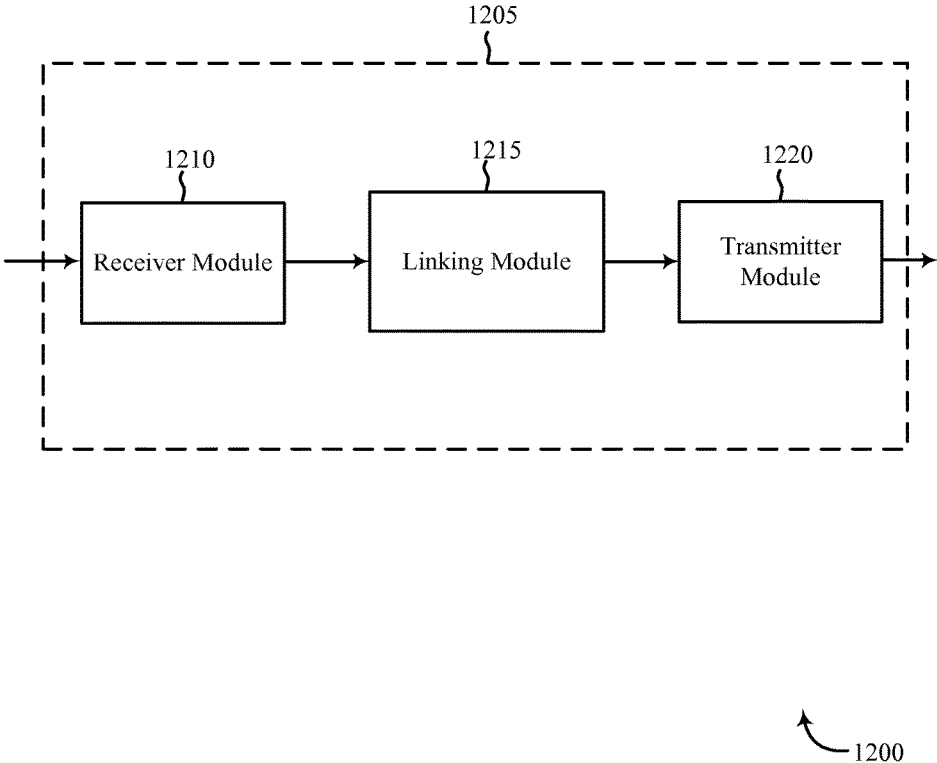 1205
1210
1215
1220
Receiver Module
Linking Module
Transmitter
Module
1200